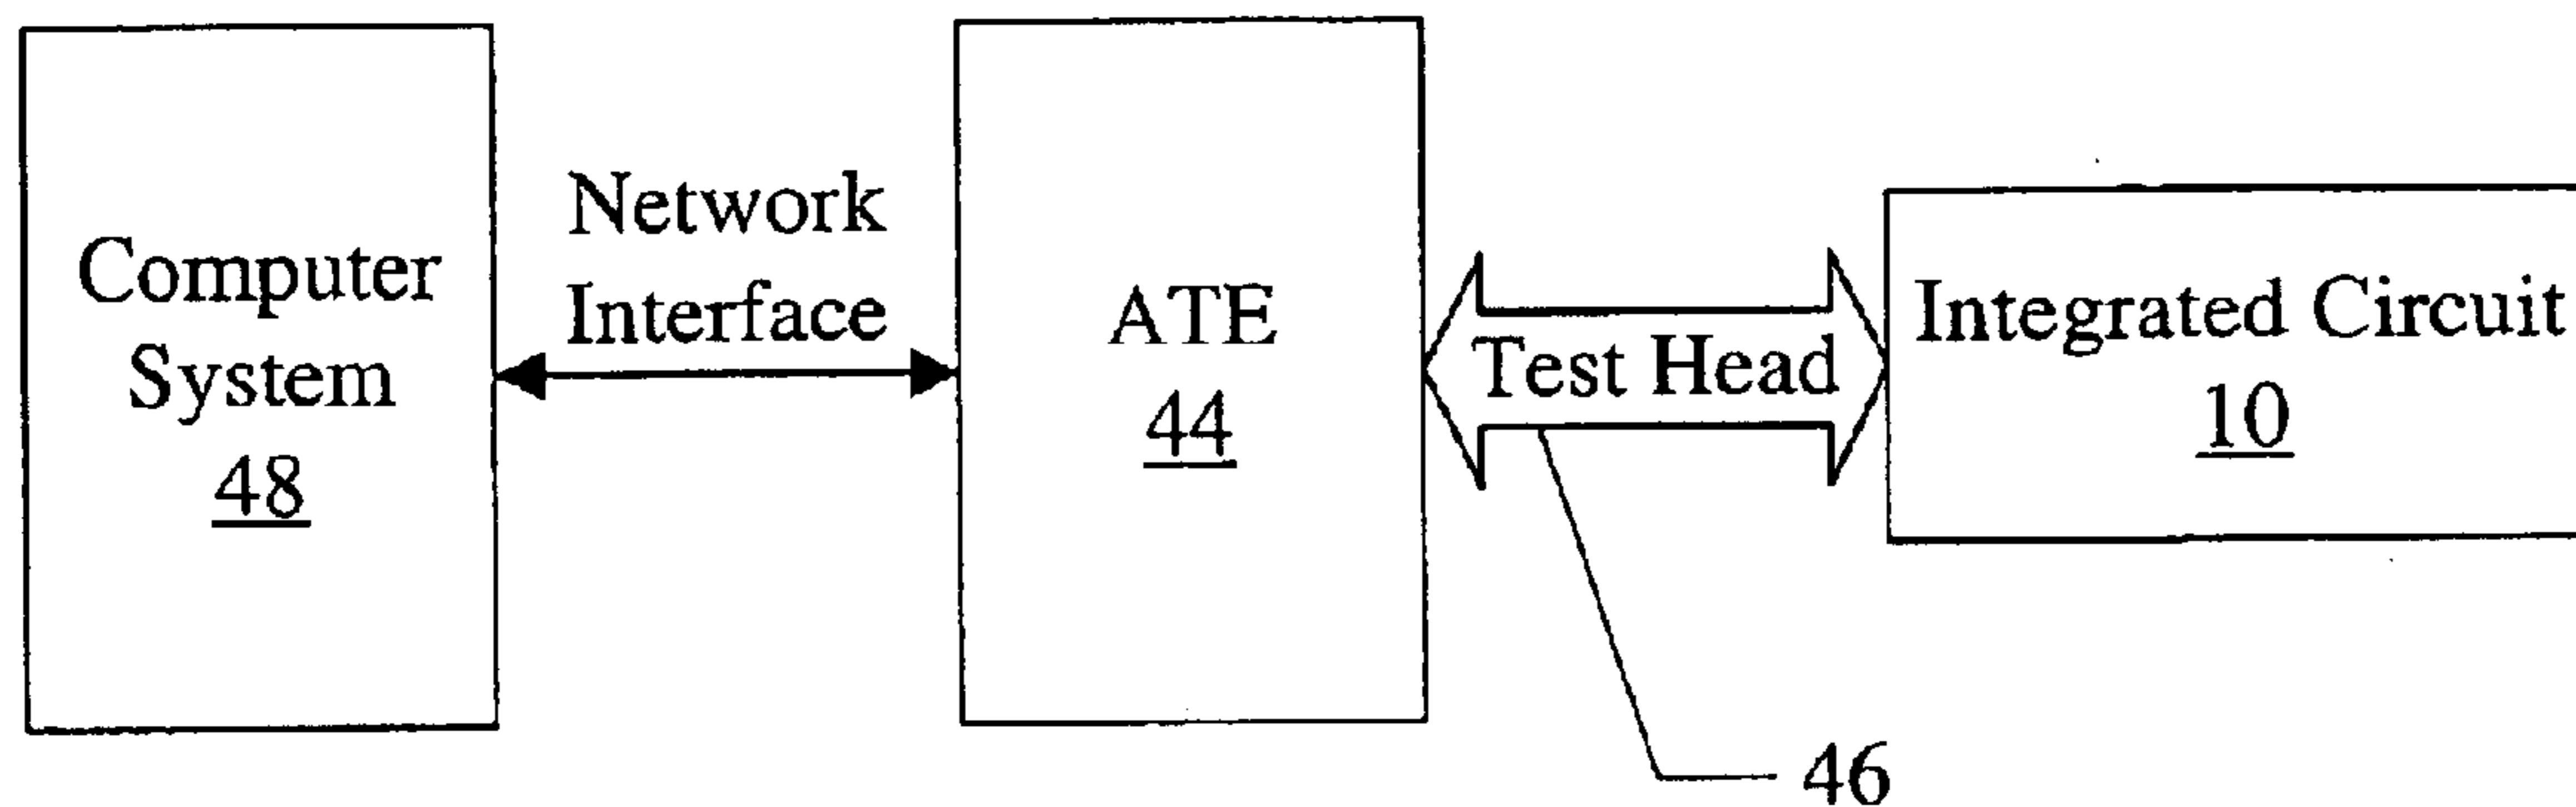 Computer
System
48
Network
Interface
ATE
44
Test Head
46
Integrated Circuit
10